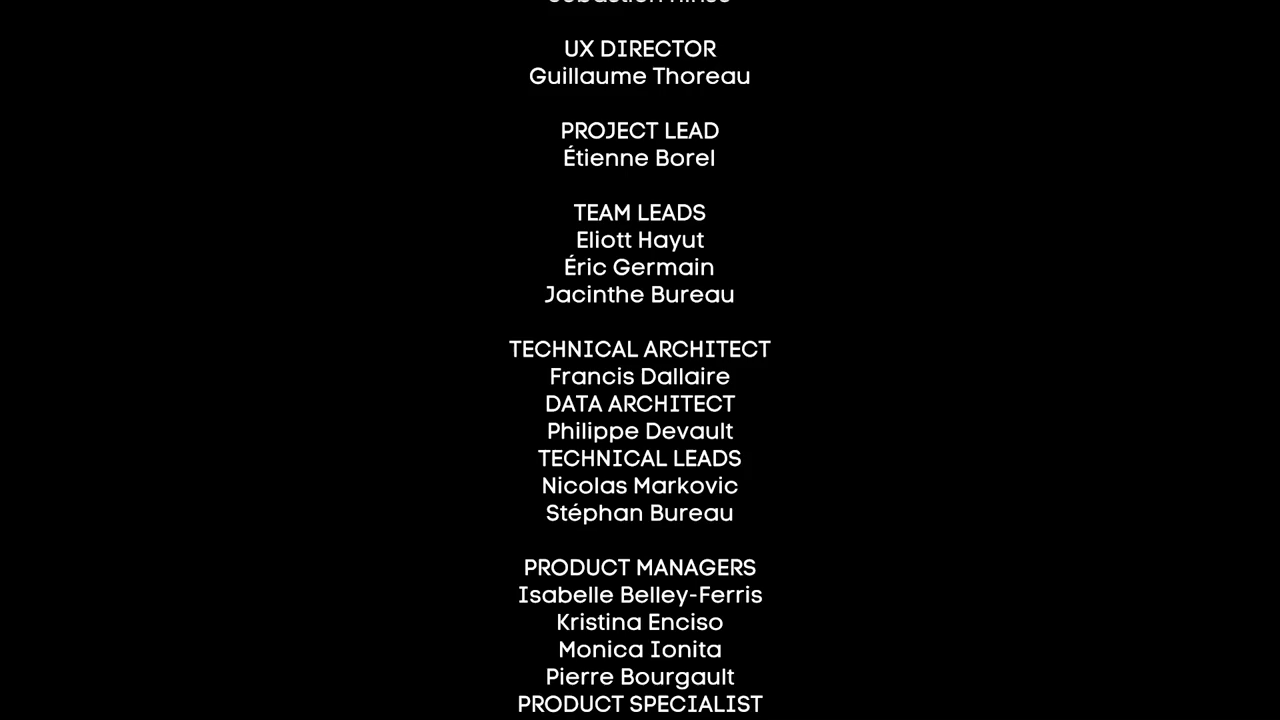 UX DIRECTOR
Guillaume Thoreau
PROJECT LEAD
Étienne Borel
TEAM LEADS
Eliott Hayut
Éric Germain
Jacinthe Bureau
TECHNICAL ARCHITECT
Francis Dallaire
DATA ARCHITECT
Philippe Devault
TECHNICAL LEADS
Nicolas Markovic
Stéphan Bureau
PRODUCT MANAGERS
Isabelle Belley-Ferris
Kristina Enciso
Monica Ionita
Pierre Bourgault
PRODUCT SPECIALIST